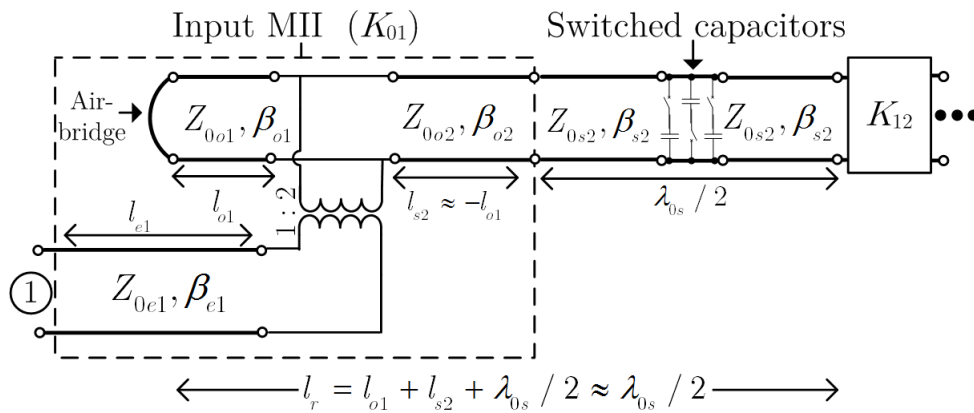 Input MII (K₀₁)
Switched capacitors
Air-
bridge
Z₀ₒ₁, βₒ₁
Z₀ₒ₂, βₒ₂
Z₀ₛ₂, βₛ₂
Z₀ₛ₂, βₛ₂
K₁₂
lₒ₁
1 : 2
lₛ₂ ≈ −lₒ₁
λ₀ₛ / 2
lₑ₁
1
Z₀ₑ₁, βₑ₁
lᵣ = lₒ₁ + lₛ₂ + λ₀ₛ / 2 ≈ λ₀ₛ / 2